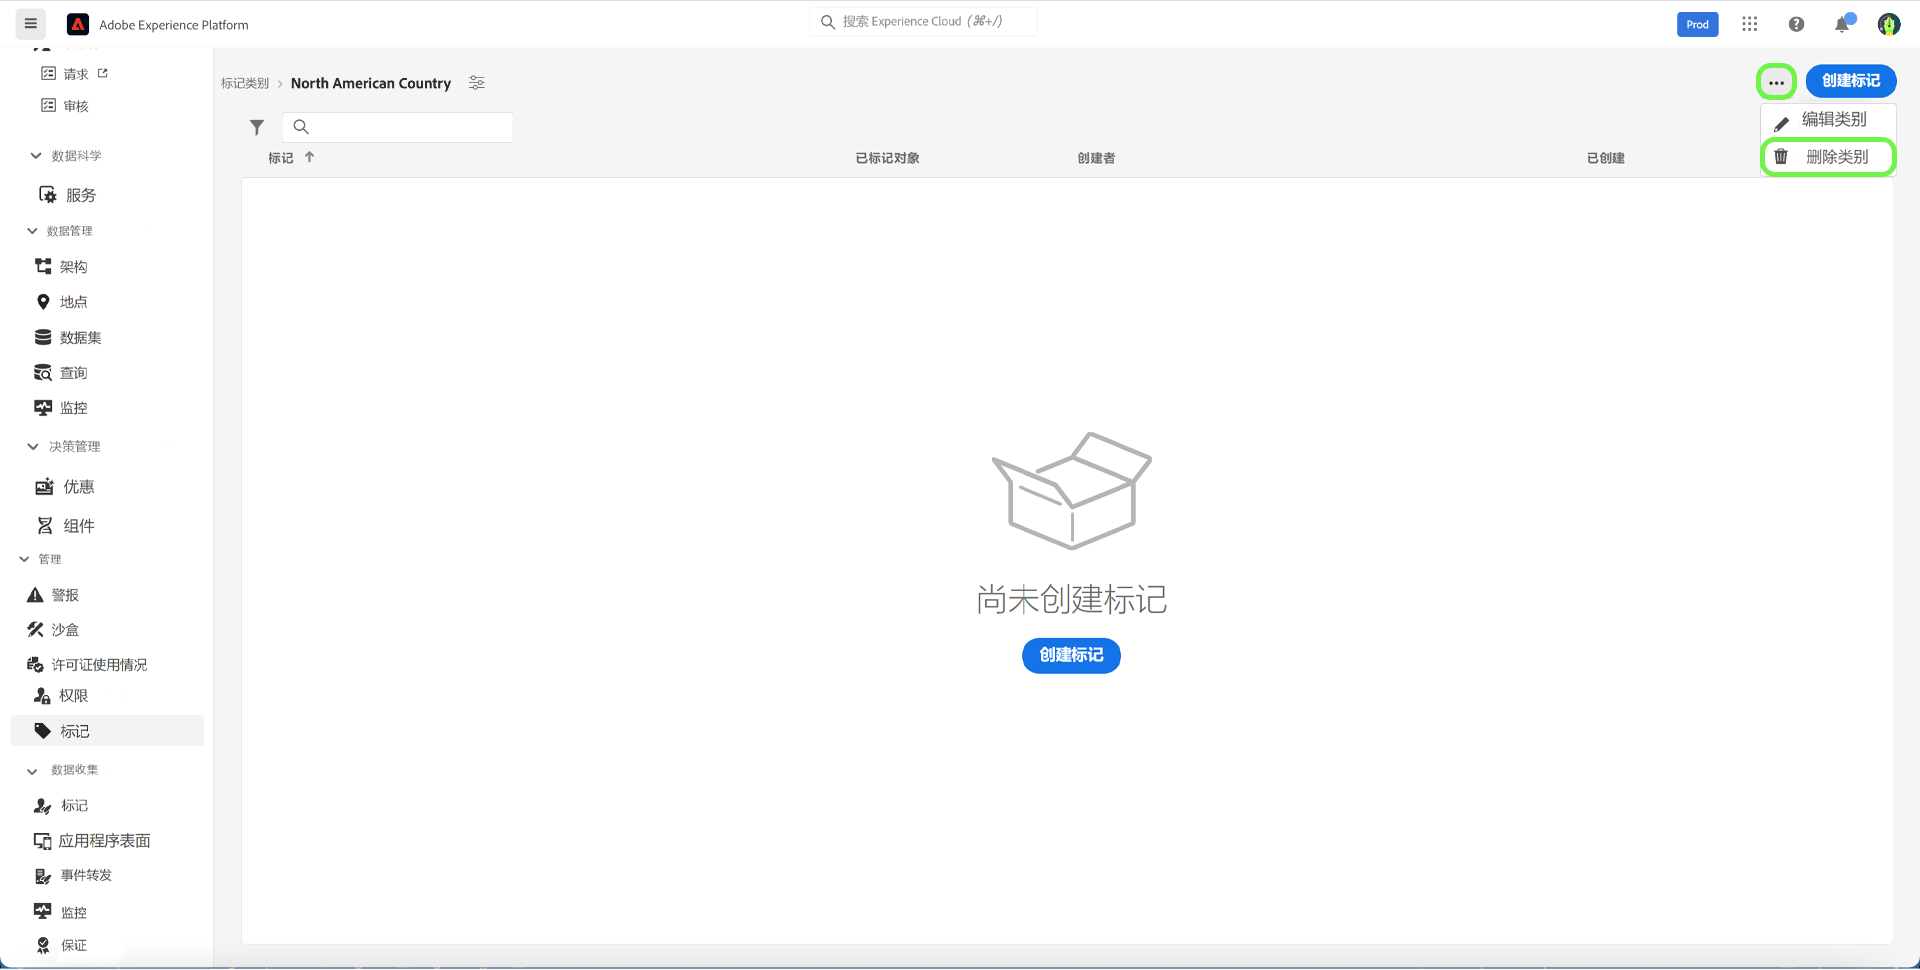 Adobe Experience Platform
搜索 Experience Cloud (⌘+/)
Prod
请求
审核
数据科学
服务
数据管理
架构
地点
数据集
查询
监控
决策管理
优惠
组件
管理
警报
沙盒
许可证使用情况
权限
标记
数据收集
标记
应用程序表面
事件转发
监控
保证
标记类别 › North American Country
创建标记
编辑类别
删除类别
标记 已标记对象 创建者 已创建
尚未创建标记
创建标记